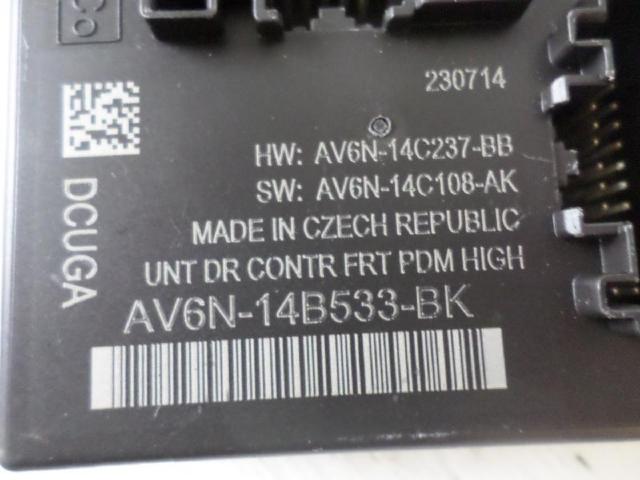 Co
230714
HW: AV6N-14C237-BB
SW: AV6N-14C108-AK
MADE IN CZECH REPUBLIC
UNT DR CONTR FRT PDM HIGH
AV6N-14B533-BK
DCUGA